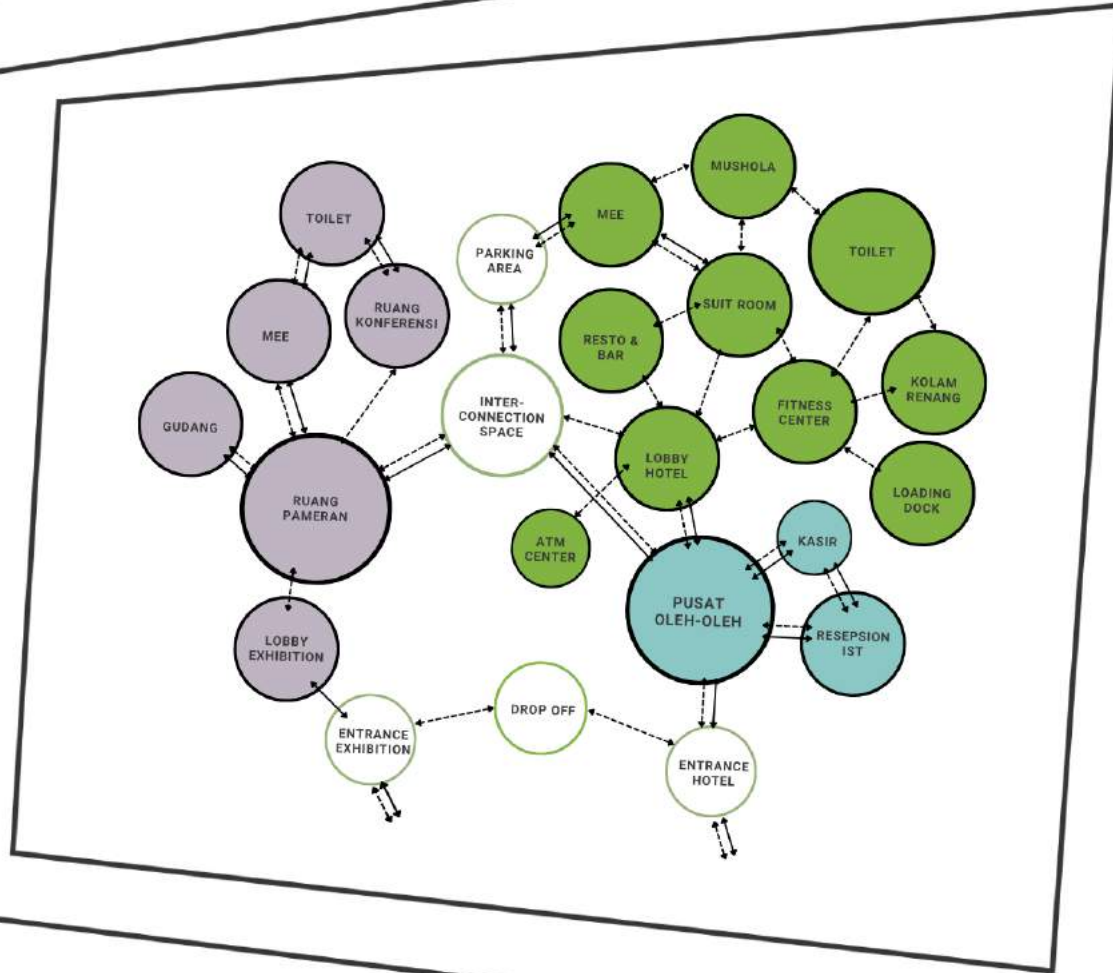 MUSHOLA
TOILET
MEE
PARKING
AREA
TOILET
SUIT ROOM
RUANG
KONFERENSI
MEE
RESTO &
BAR
KOLAM
RENANG
FITNESS
CENTER
INTER-
CONNECTION
SPACE
GUDANG
LOBBY
HOTEL
LOADING
DOCK
RUANG
PAMERAN
ATM
CENTER
KASIR
PUSAT
OLEH-OLEH
RESEPSION
IST
LOBBY
EXHIBITION
DROP OFF
ENTRANCE
EXHIBITION
ENTRANCE
HOTEL